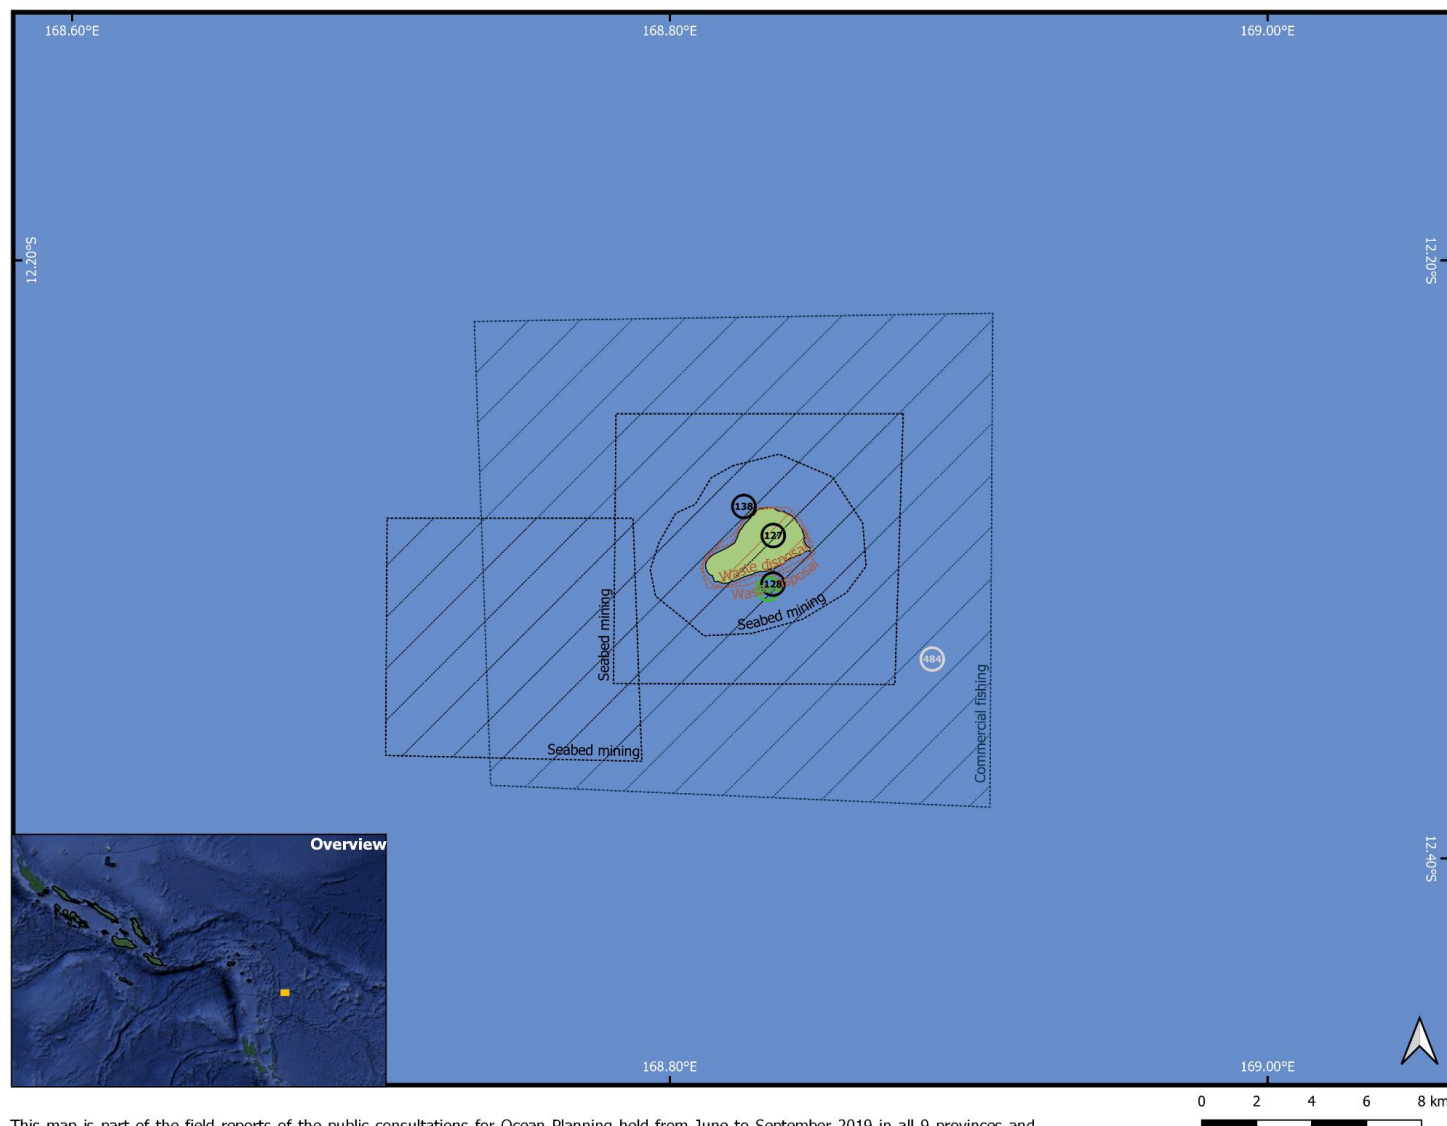 168.60°E
168.80°E
169.00°E
12.20°S
12.20°S
138
127
Waste disposal
Waste disposal
128
Seabed mining
Seabed mining
484
Commercial fishing
Seabed mining
Overview
12.40°S
168.80°E
169.00°E
0 2 4 6 8 km
This map is part of the field reports of the public consultations for Ocean Planning held from June to September 2019 in all 9 provinces and